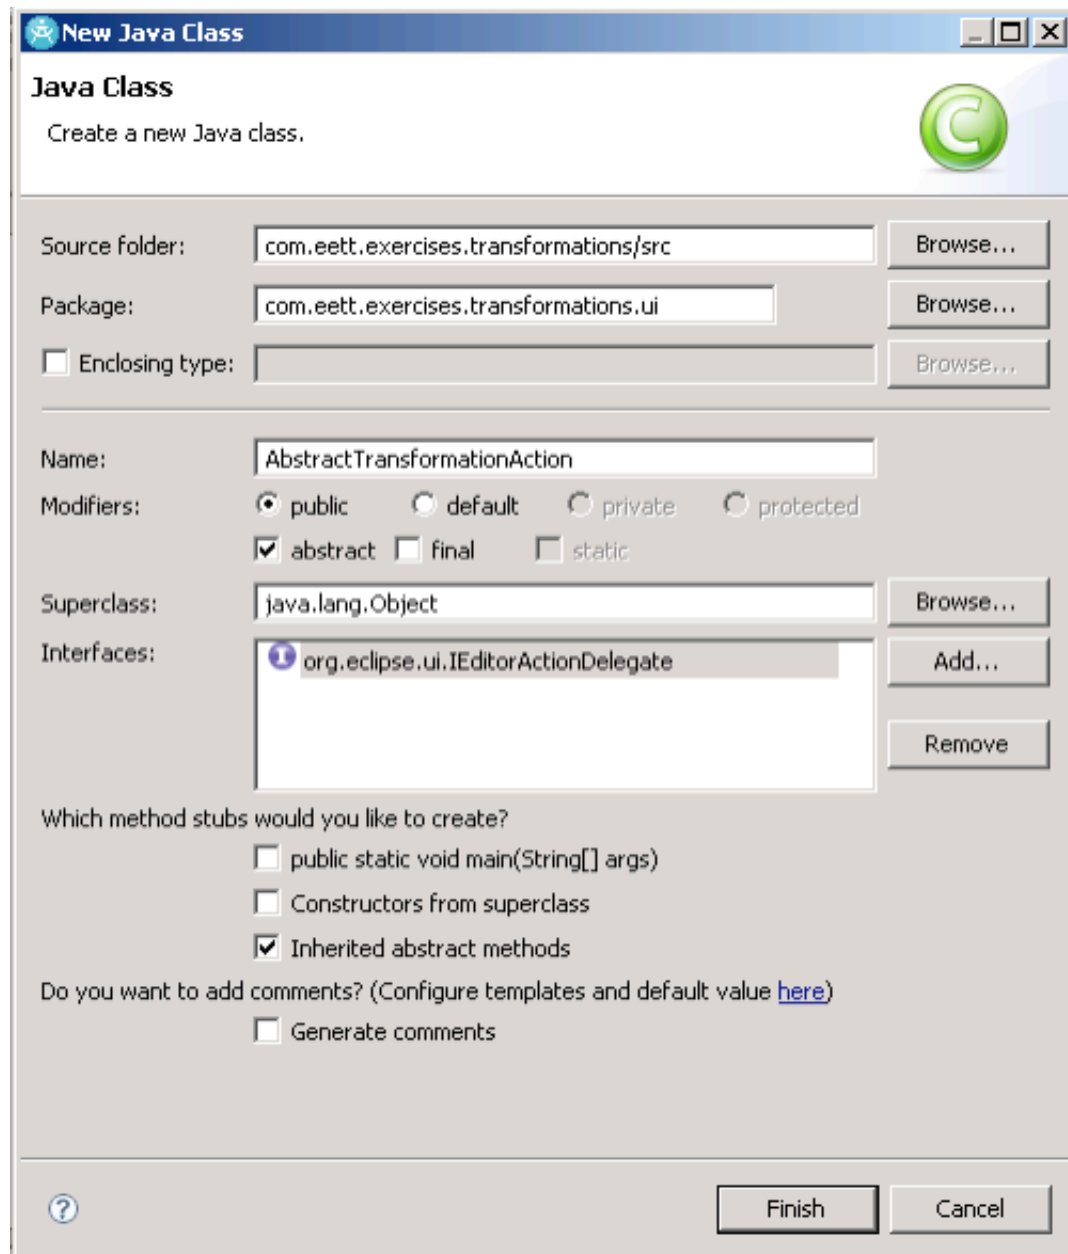 New Java Class
Java Class
Create a new Java class.
C
Source folder: com.eett.exercises.transformations/src Browse...
Package: com.eett.exercises.transformations.ui Browse...
Enclosing type: Browse...
Name: AbstractTransformationAction
Modifiers: public default private protected
abstract final static
Superclass: java.lang.Object Browse...
Interfaces: I org.eclipse.ui.IEditorActionDelegate Add...
Remove
Which method stubs would you like to create?
public static void main(String[] args)
Constructors from superclass
Inherited abstract methods
Do you want to add comments? (Configure templates and default value here)
Generate comments
? Finish Cancel